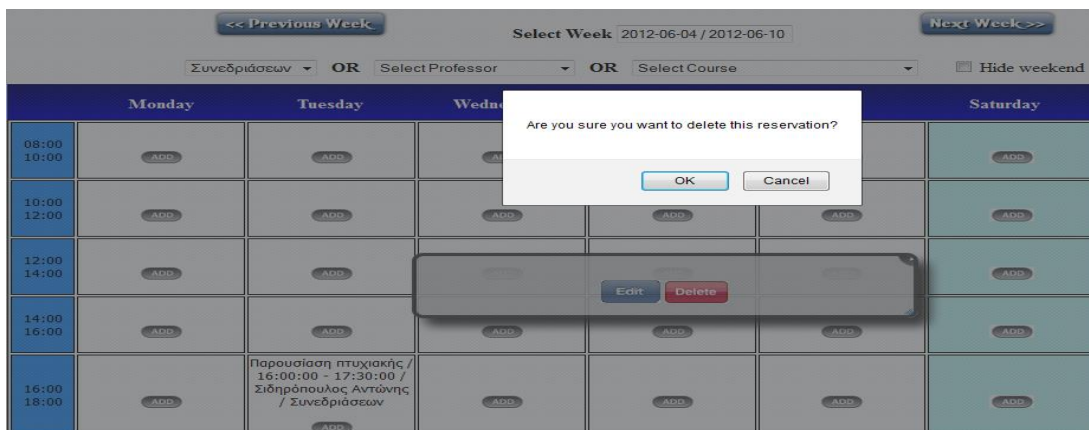 << Previous Week
Select Week 2012-06-04 / 2012-06-10
Next Week >>
Συνεδριάσεων OR Select Professor OR Select Course Hide weekend
Monday Tuesday Saturday
Are you sure you want to delete this reservation?
OK Cancel
08:00
10:00
ADD ADD ADD
10:00
12:00
ADD ADD ADD ADD ADD ADD
12:00
14:00
ADD ADD ADD
Edit Delete
14:00
16:00
ADD ADD ADD ADD ADD ADD
Παρουσίαση πτυχιακής /
16:00:00 - 17:30:00 /
Σιδηρόπουλος Αντώνης
/ Συνεδριάσεων
16:00
18:00
ADD ADD ADD ADD ADD
ADD